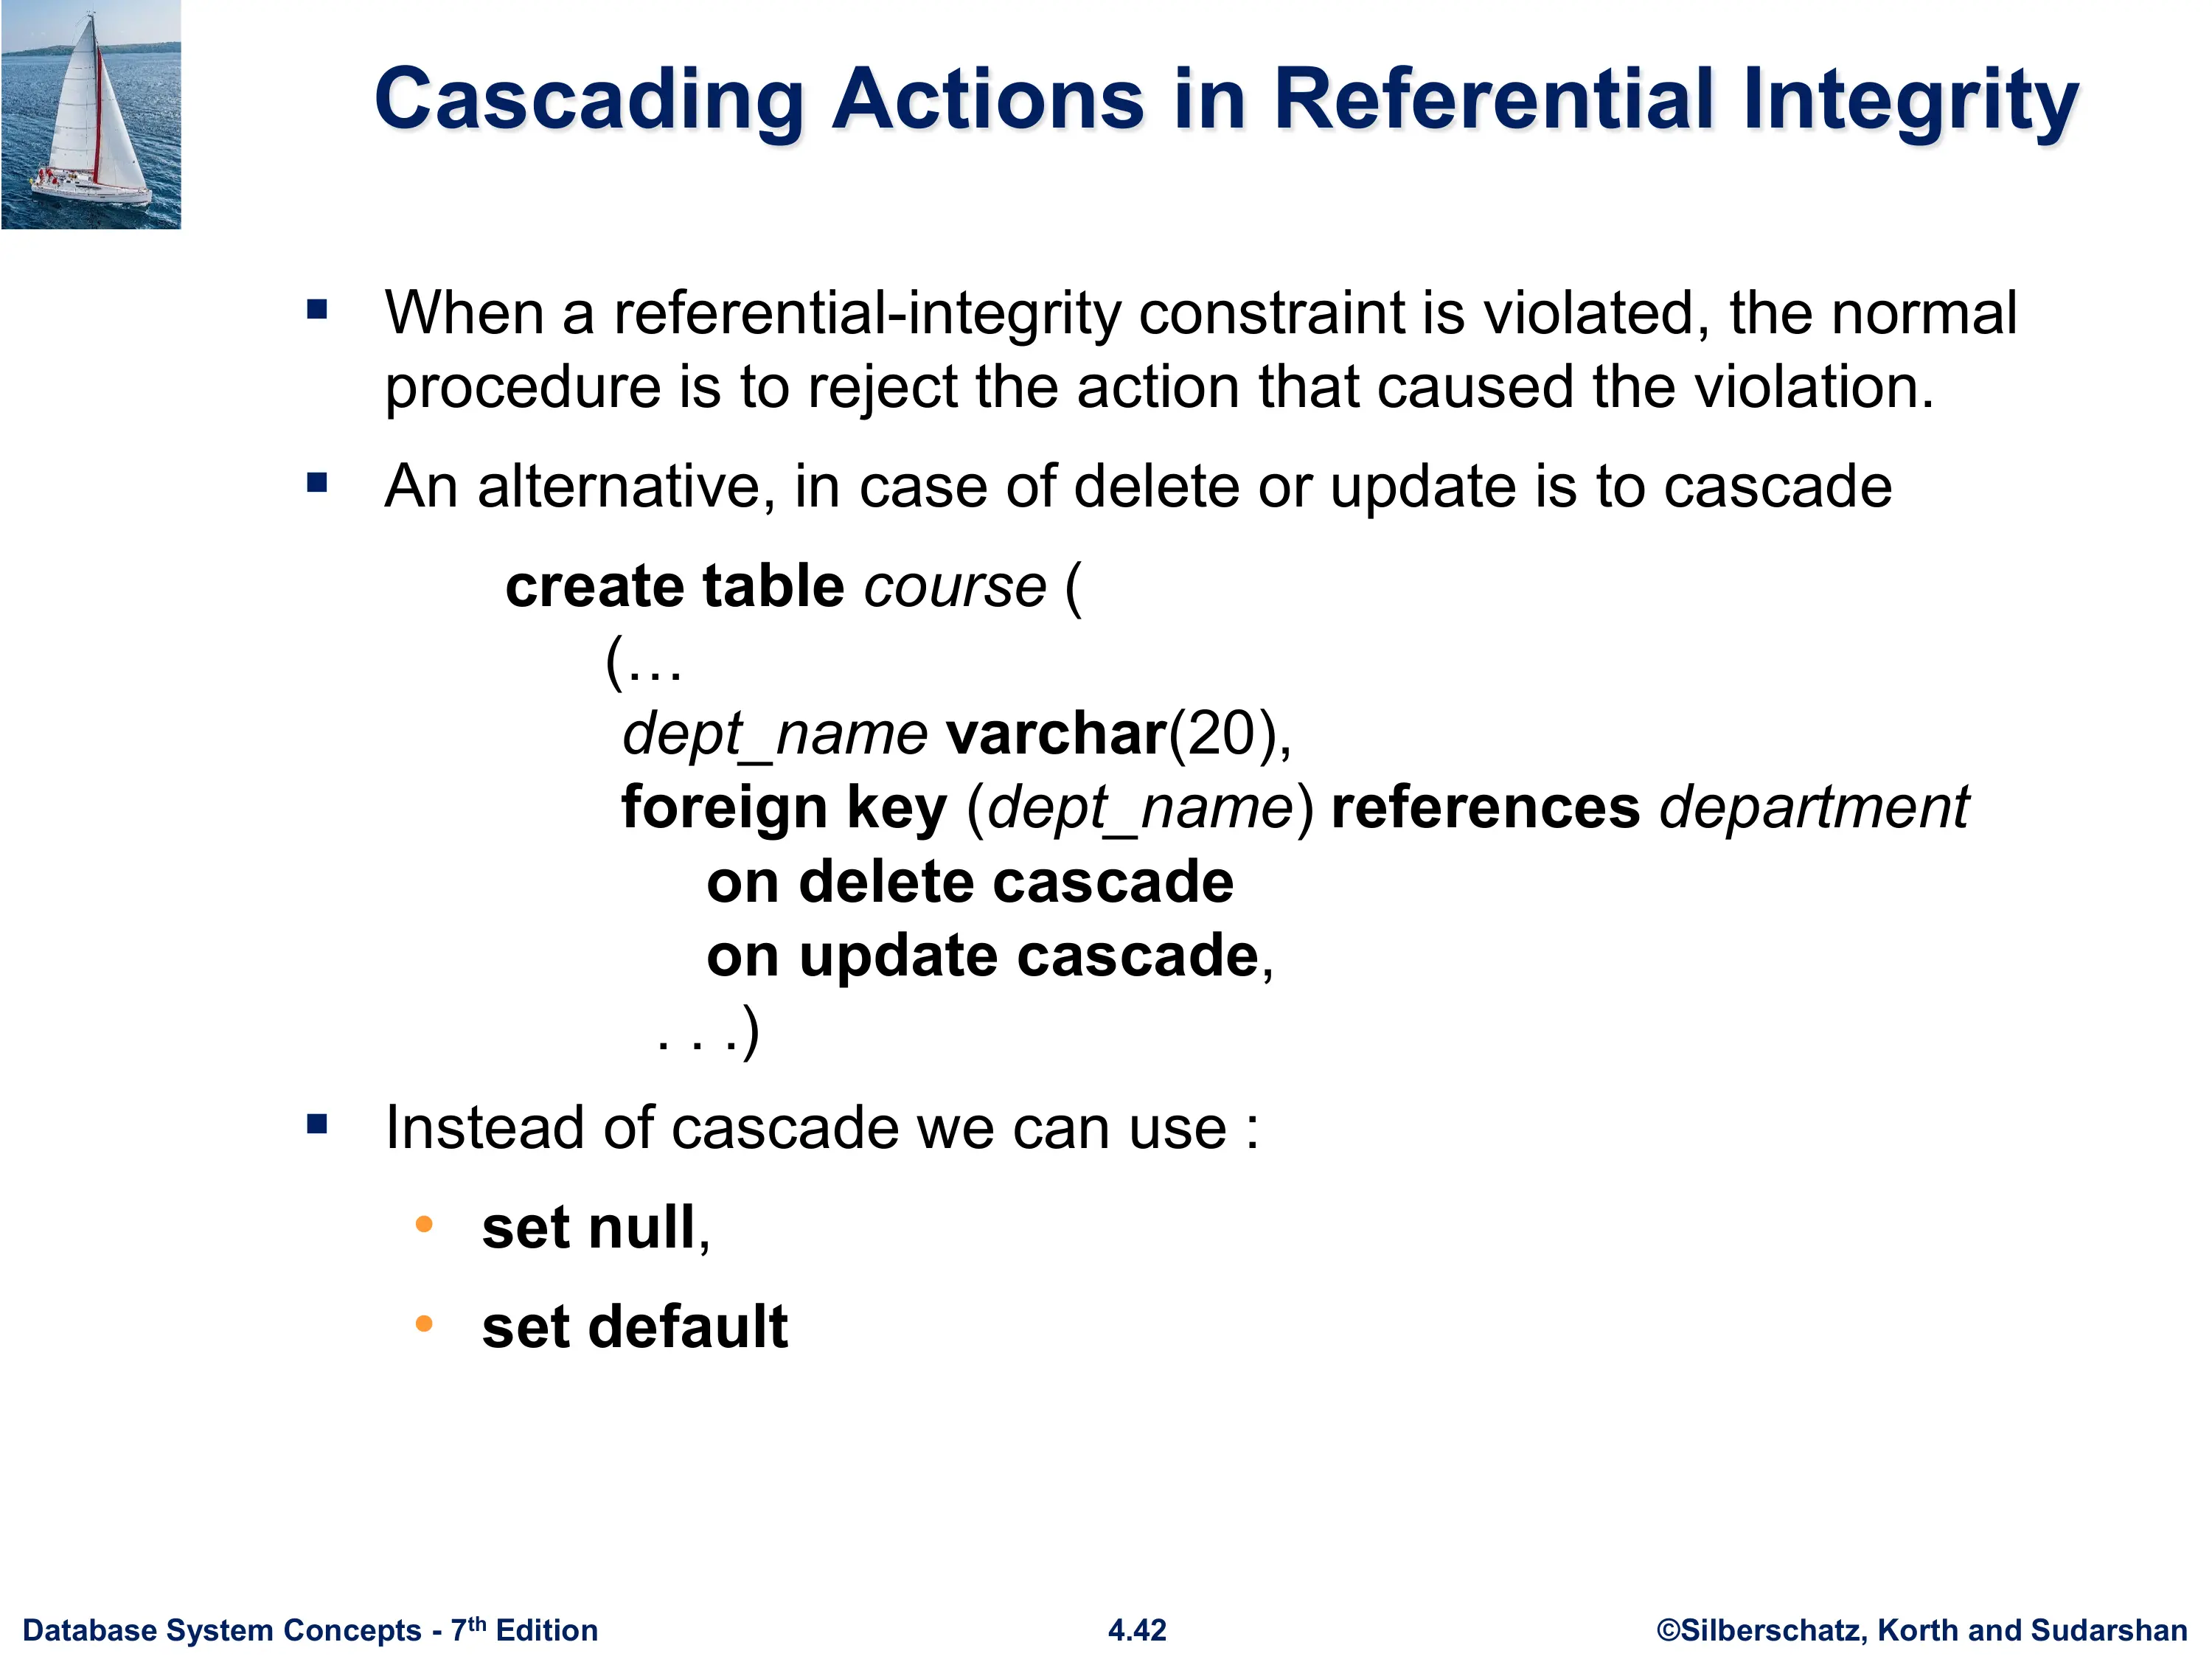 Cascading Actions in Referential Integrity
▪ When a referential-integrity constraint is violated, the normal
procedure is to reject the action that caused the violation.
▪ An alternative, in case of delete or update is to cascade
create table course (
(…
dept_name varchar(20),
foreign key (dept_name) references department
on delete cascade
on update cascade,
. . .)
▪ Instead of cascade we can use :
• set null,
• set default
Database System Concepts - 7th Edition
4.42
©Silberschatz, Korth and Sudarshan